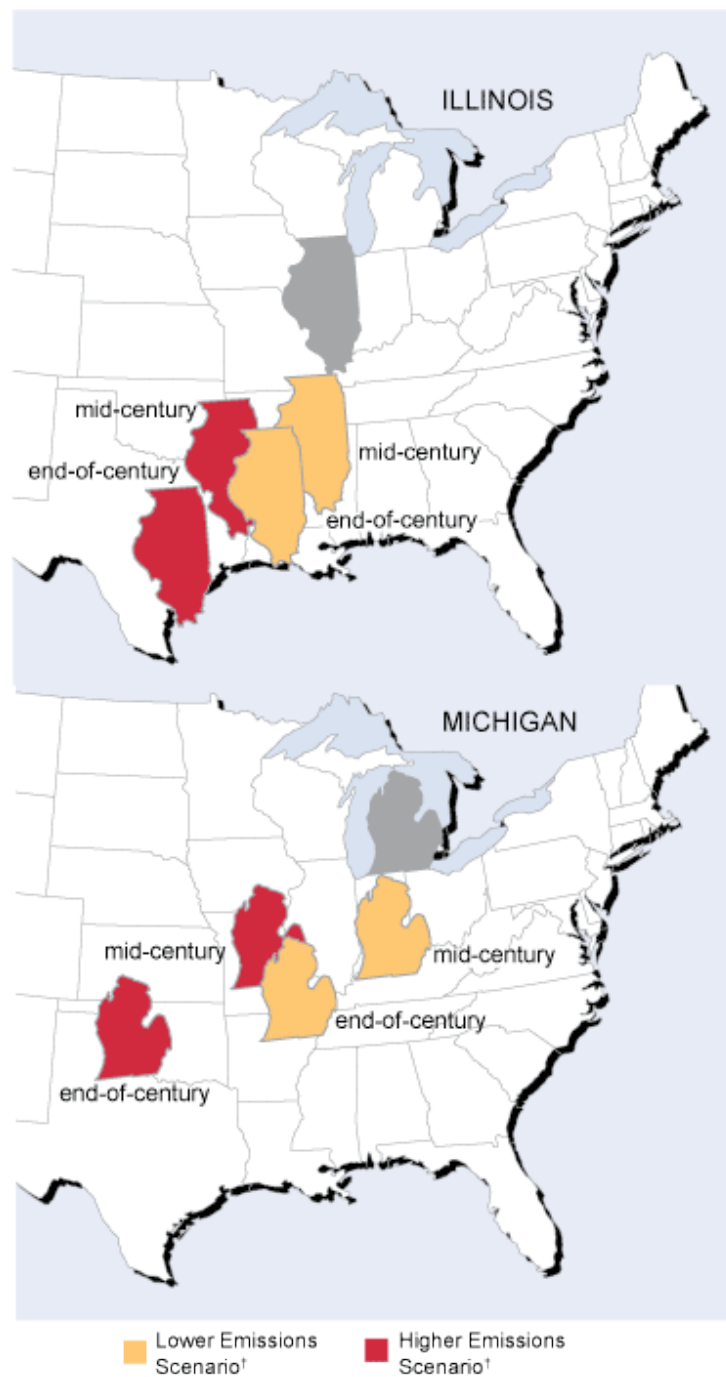 ILLINOIS
mid-century
end-of-century
mid-century
end-of-century
MICHIGAN
mid-century
mid-century
end-of-century
end-of-century
Lower Emissions
Scenario†
Higher Emissions
Scenario†